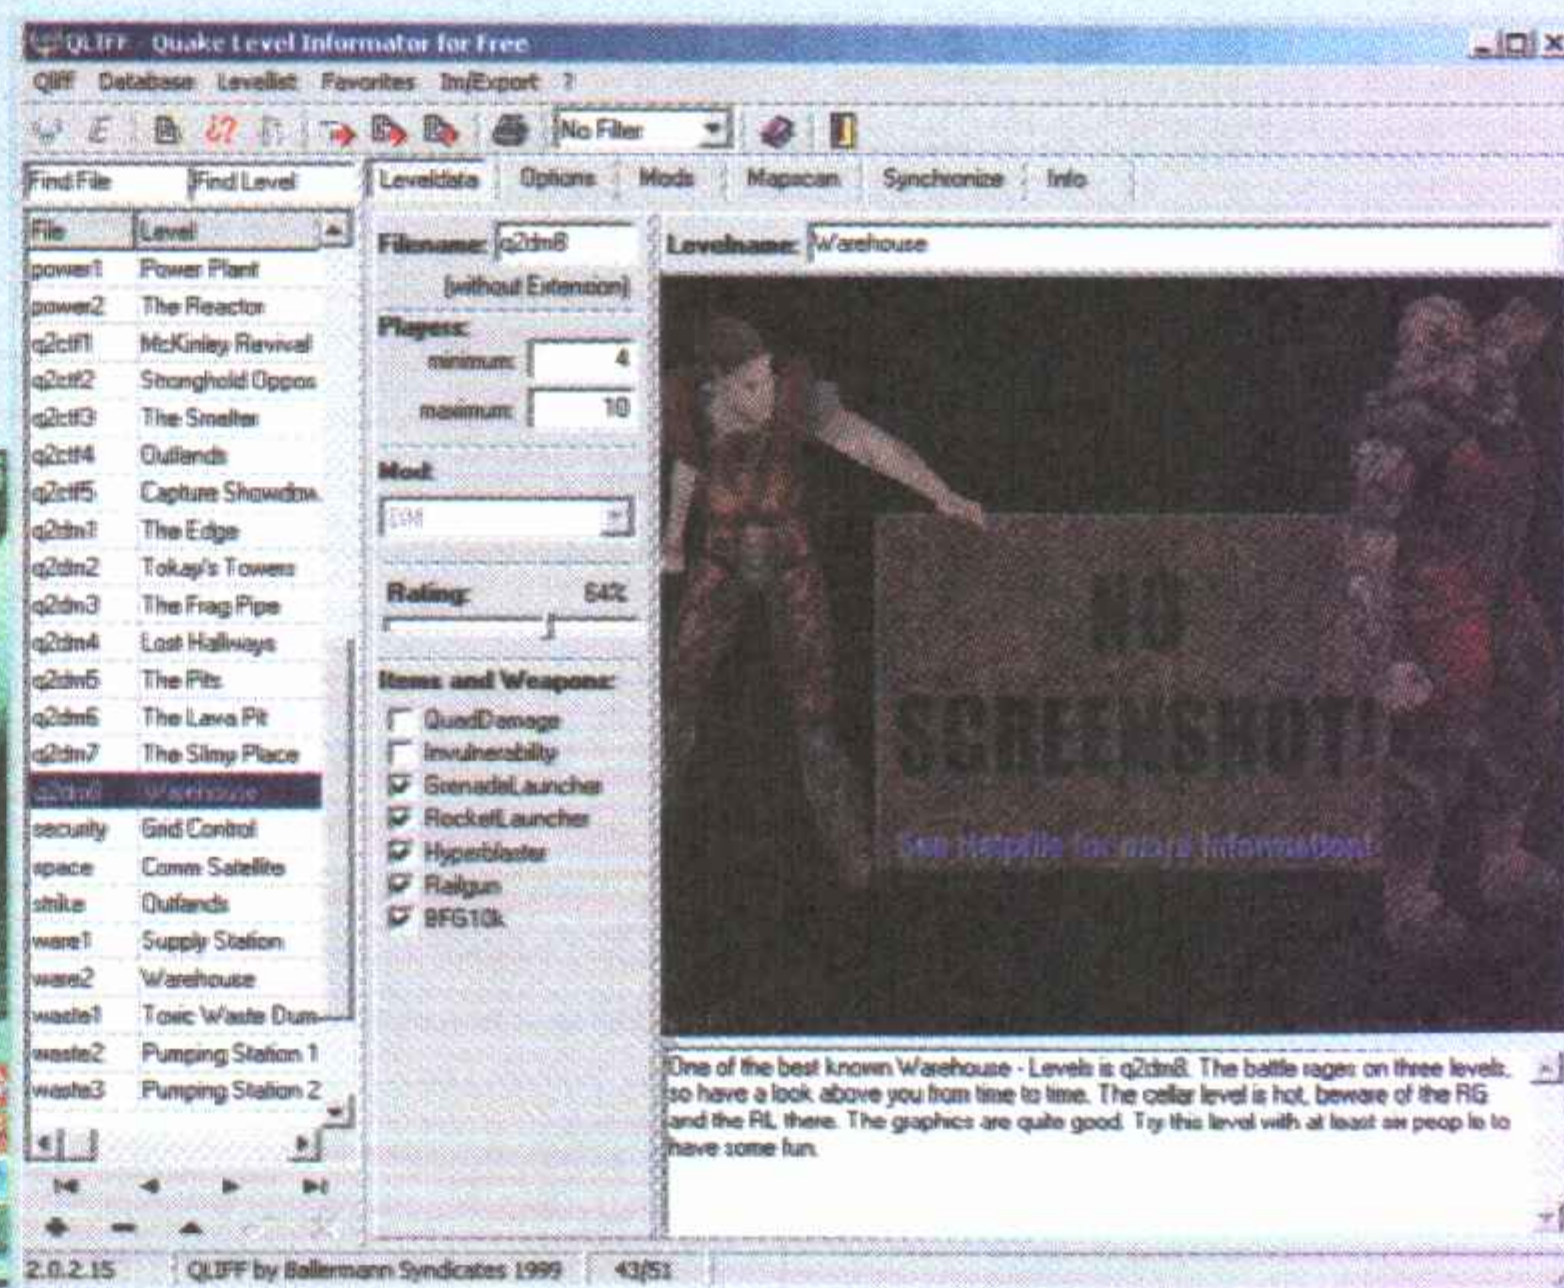 QLIFF - Quake Level Informator for Free
Qliff Database Levellist Favorites Im/Export ?
No Filter
Find File Find Level
Leveldata Options Mods Mapscan Synchronize Info
File Level
power1 Power Plant
power2 The Reactor
q2ctf1 McKinley Revival
q2ctf2 Stronghold Oppos
q2ctf3 The Smelter
q2ctf4 Outlands
q2ctf5 Capture Showdow
q2dm1 The Edge
q2dm2 Tokay's Towers
q2dm3 The Frag Pipe
q2dm4 Lost Hallways
q2dm5 The Pits
q2dm6 The Lava Pit
q2dm7 The Slimy Place
q2dm8 Warehouse
security Grid Control
space Comm Satellite
strike Outlands
ware1 Supply Station
ware2 Warehouse
waste1 Toxic Waste Dum
waste2 Pumping Station 1
waste3 Pumping Station 2
Filename: q2dm8
(without Extension)
Players:
minimum: 4
maximum: 10
Mod:
DM
Rating: 64%
Items and Weapons:
QuadDamage
Invulnerability
GrenadeLauncher
RocketLauncher
Hyperblaster
Railgun
BFG10k
Levelname: Warehouse
NO
SCREENSHOT!
See Helpfile for more Information!
One of the best known Warehouse - Levels is q2dm8. The battle rages on three levels,
so have a look above you from time to time. The cellar level is hot, beware of the RG
and the RL there. The graphics are quite good. Try this level with at least six peop le to
have some fun.
2.0.2.15 QLIFF by Ballermann Syndicates 1999 43/51